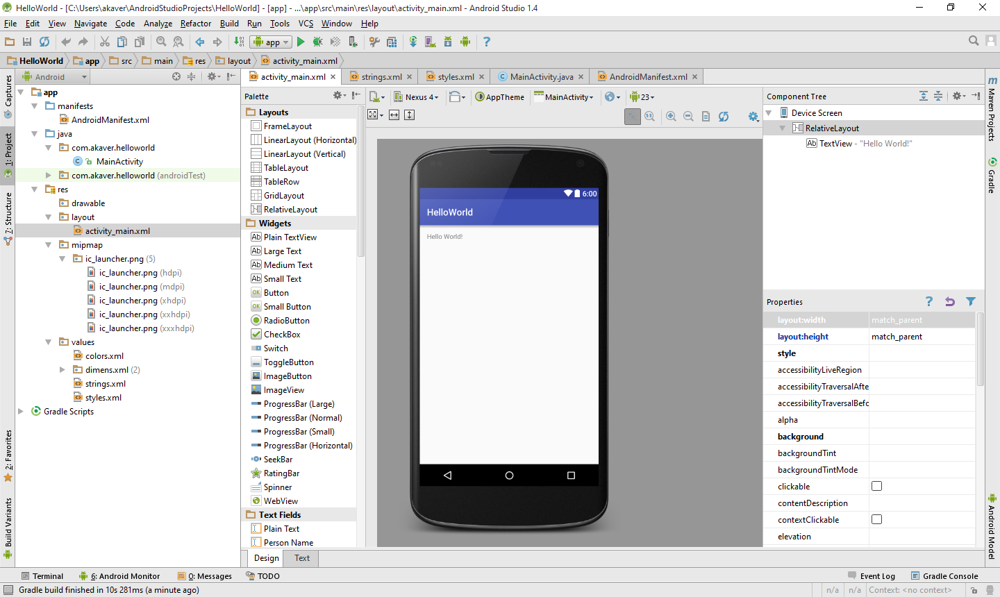 HelloWorld - [C:\Users\akaver\AndroidStudioProjects\HelloWorld] - [app] - ...\app\src\main\res\layout\activity_main.xml - Android Studio 1.4
File Edit View Navigate Code Analyze Refactor Build Run Tools VCS Window Help
app
HelloWorld app src main res layout activity_main.xml
Captures
1: Project
7: Structure
2: Favorites
Build Variants
Android
app
manifests
AndroidManifest.xml
java
com.akaver.helloworld
MainActivity
com.akaver.helloworld (androidTest)
res
drawable
layout
activity_main.xml
mipmap
ic_launcher.png (5)
ic_launcher.png (hdpi)
ic_launcher.png (mdpi)
ic_launcher.png (xhdpi)
ic_launcher.png (xxhdpi)
ic_launcher.png (xxxhdpi)
values
colors.xml
dimens.xml (2)
strings.xml
styles.xml
Gradle Scripts
activity_main.xml strings.xml styles.xml MainActivity.java AndroidManifest.xml
Palette
Layouts
FrameLayout
LinearLayout (Horizontal)
LinearLayout (Vertical)
TableLayout
TableRow
GridLayout
RelativeLayout
Widgets
Plain TextView
Large Text
Medium Text
Small Text
Button
Small Button
RadioButton
CheckBox
Switch
ToggleButton
ImageButton
ImageView
ProgressBar (Large)
ProgressBar (Normal)
ProgressBar (Small)
ProgressBar (Horizontal)
SeekBar
RatingBar
Spinner
WebView
Text Fields
Plain Text
Person Name
Nexus 4 AppTheme MainActivity 23
6:00
HelloWorld
Hello World!
Design Text
Component Tree
Device Screen
RelativeLayout
TextView - "Hello World!"
Properties
layout:width match_parent
layout:height match_parent
style
accessibilityLiveRegion
accessibilityTraversalAfte
accessibilityTraversalBefo
alpha
background
backgroundTint
backgroundTintMode
clickable
contentDescription
contextClickable
elevation
Maven Projects
Gradle
Android Model
Terminal 6: Android Monitor 0: Messages TODO Event Log Gradle Console
Gradle build finished in 10s 281ms (a minute ago) n/a n/a Context: <no context>